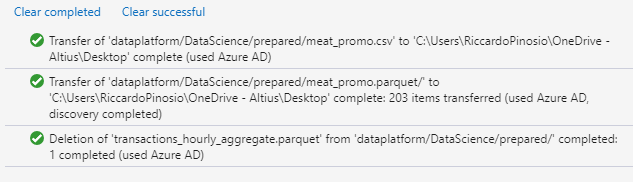 Clear completed Clear successful
Transfer of 'dataplatform/DataScience/prepared/meat_promo.csv' to 'C:\Users\RiccardoPinosio\OneDrive -
Altius\Desktop' complete (used Azure AD)
Transfer of 'dataplatform/DataScience/prepared/meat_promo.parquet/' to
'C:\Users\RiccardoPinosio\OneDrive - Altius\Desktop' complete: 203 items transferred (used Azure AD,
discovery completed)
Deletion of 'transactions_hourly_aggregate.parquet' from 'dataplatform/DataScience/prepared/' completed:
1 completed (used Azure AD)